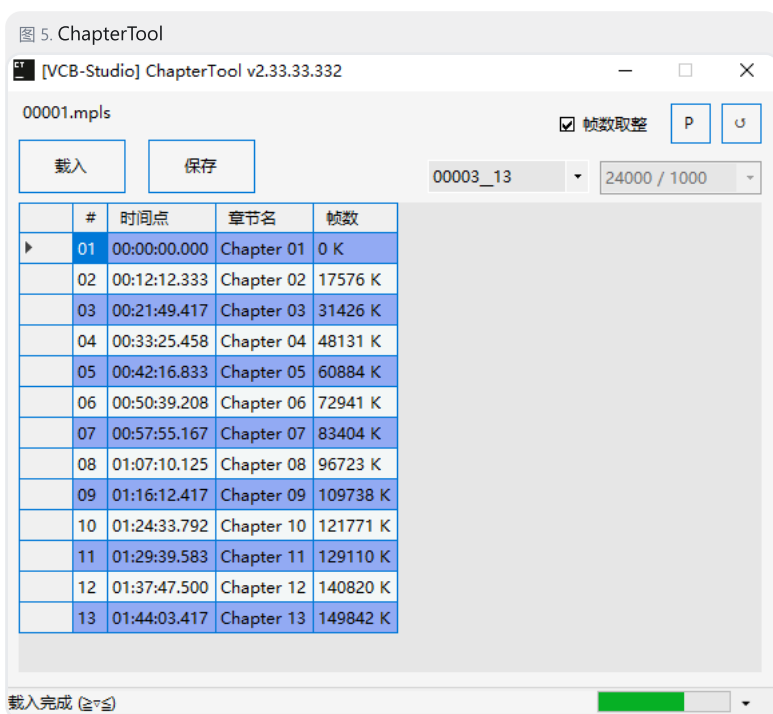 图 5. ChapterTool
[VCB-Studio] ChapterTool v2.33.33.332
00001.mpls
帧数取整 P ↺
载入 保存
00003__13 24000 / 1000
# 时间点 章节名 帧数
01 00:00:00.000 Chapter 01 0 K
02 00:12:12.333 Chapter 02 17576 K
03 00:21:49.417 Chapter 03 31426 K
04 00:33:25.458 Chapter 04 48131 K
05 00:42:16.833 Chapter 05 60884 K
06 00:50:39.208 Chapter 06 72941 K
07 00:57:55.167 Chapter 07 83404 K
08 01:07:10.125 Chapter 08 96723 K
09 01:16:12.417 Chapter 09 109738 K
10 01:24:33.792 Chapter 10 121771 K
11 01:29:39.583 Chapter 11 129110 K
12 01:37:47.500 Chapter 12 140820 K
13 01:44:03.417 Chapter 13 149842 K
载入完成 (≧▽≦)